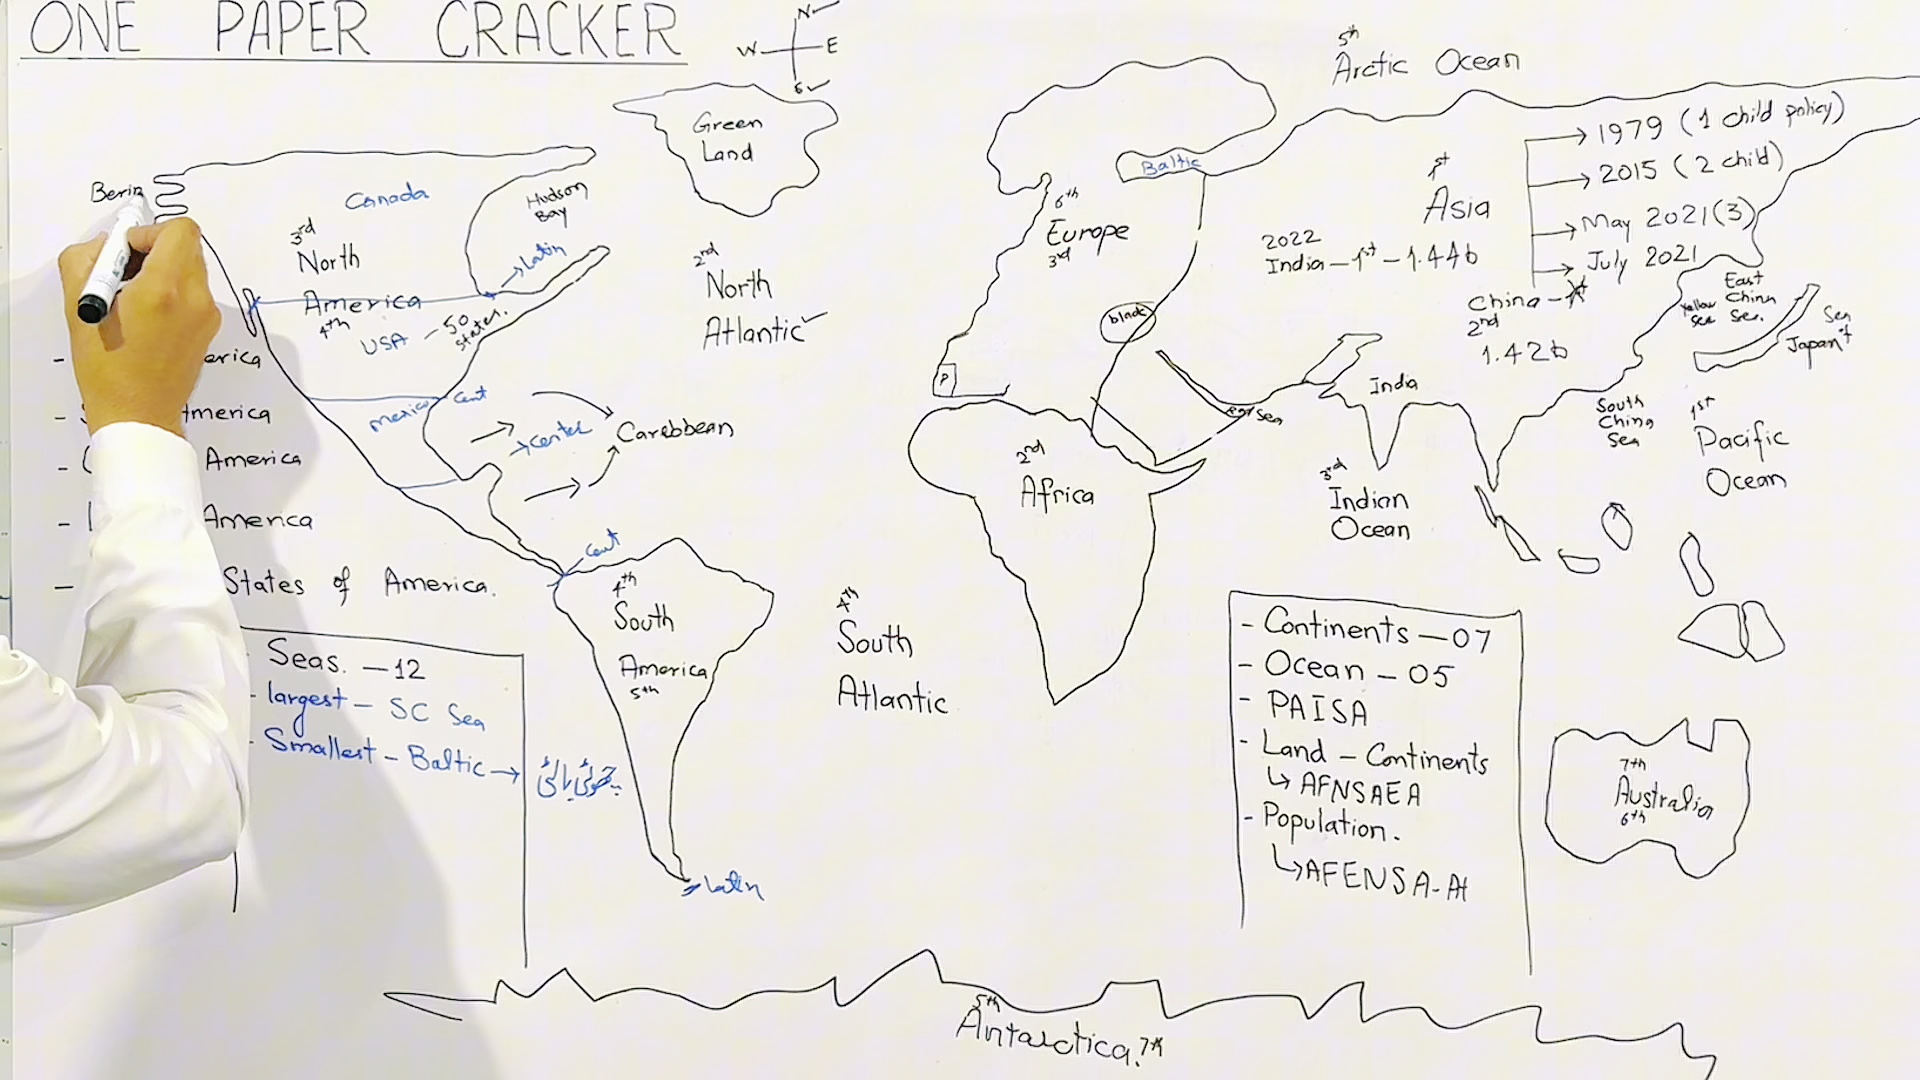 ONE PAPER CRACKER
N
W E
S
Green
Land
5th
Arctic Ocean
Berin
Canada
Hudson
Bay
3rd
North
America
4th
USA - 50
states.
→ Latin
2nd
North
Atlantic
6th
Europe
3rd
Baltic
black
P
1st
Asia
→ 1979 (1 child policy)
→ 2015 (2 child)
→ May 2021 (3)
→ July 2021
2022
India - 1st - 1.44b
China - 1st
2nd
1.42b
Yellow
Sea
East
China
Sea.
Sea
of
Japan
South
China
Sea
1st
Pacific
Ocean
India
Red Sea
3rd
Indian
Ocean
2nd
Africa
Mexico
Cent
→ Center
Carebbean
Cent
- erica
- America
- America
- America
- States of America.
4th
South
America
5th
→ Latin
4th
South
Atlantic
Seas. - 12
- largest - SC Sea
- Smallest - Baltic →
- Continents - 07
- Ocean - 05
- PAISA
- Land - Continents
↳ AFNSAEA
- Population.
↳ AFENSA-At
7th
Australia
6th
5th
Antarctica.
7th